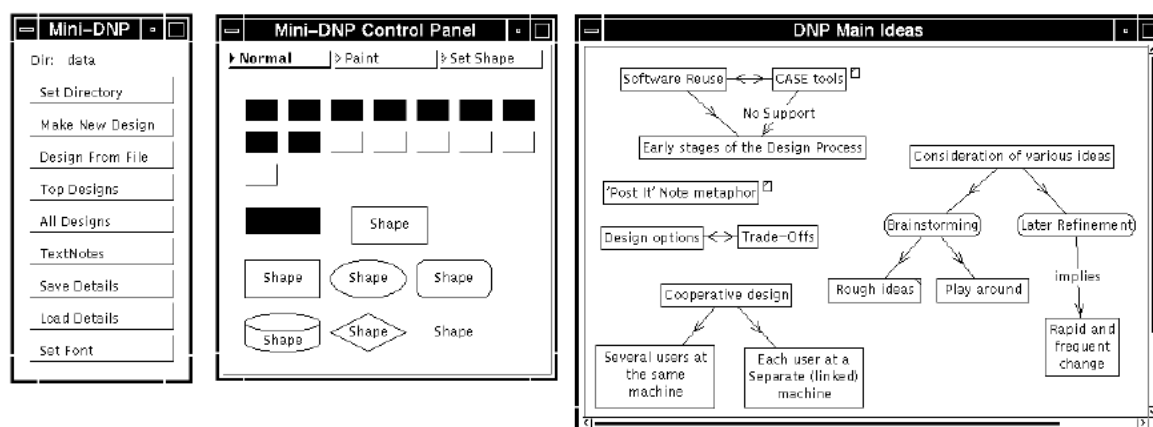 Mini-DNP
Dir: data
Set Directory
Make New Design
Design From File
Top Designs
All Designs
TextNotes
Save Details
Load Details
Set Font
Mini-DNP Control Panel
Normal
Paint
Set Shape
Shape
Shape
Shape
Shape
Shape
Shape
Shape
DNP Main Ideas
Software Reuse
CASE tools
No Support
Early stages of the Design Process
Consideration of various ideas
'Post It' Note metaphor
Brainstorming
Later Refinement
Design options
Trade-Offs
implies
Rough ideas
Play around
Cooperative design
Rapid and
frequent
change
Several users at
the same
machine
Each user at a
Separate (linked)
machine